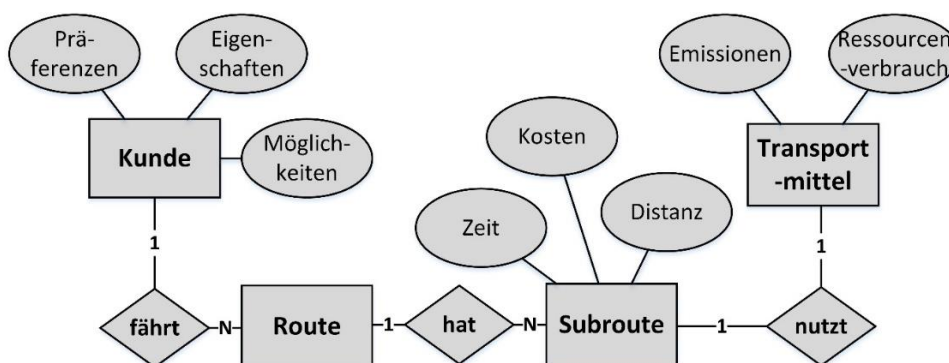 Prä-
ferenzen
Eigen-
schaften
Kunde
Möglich-
keiten
Emissionen
Ressourcen
-verbrauch
Transport
-mittel
Kosten
Zeit
Distanz
1
1
fährt
N
Route
1
hat
N
Subroute
1
nutzt